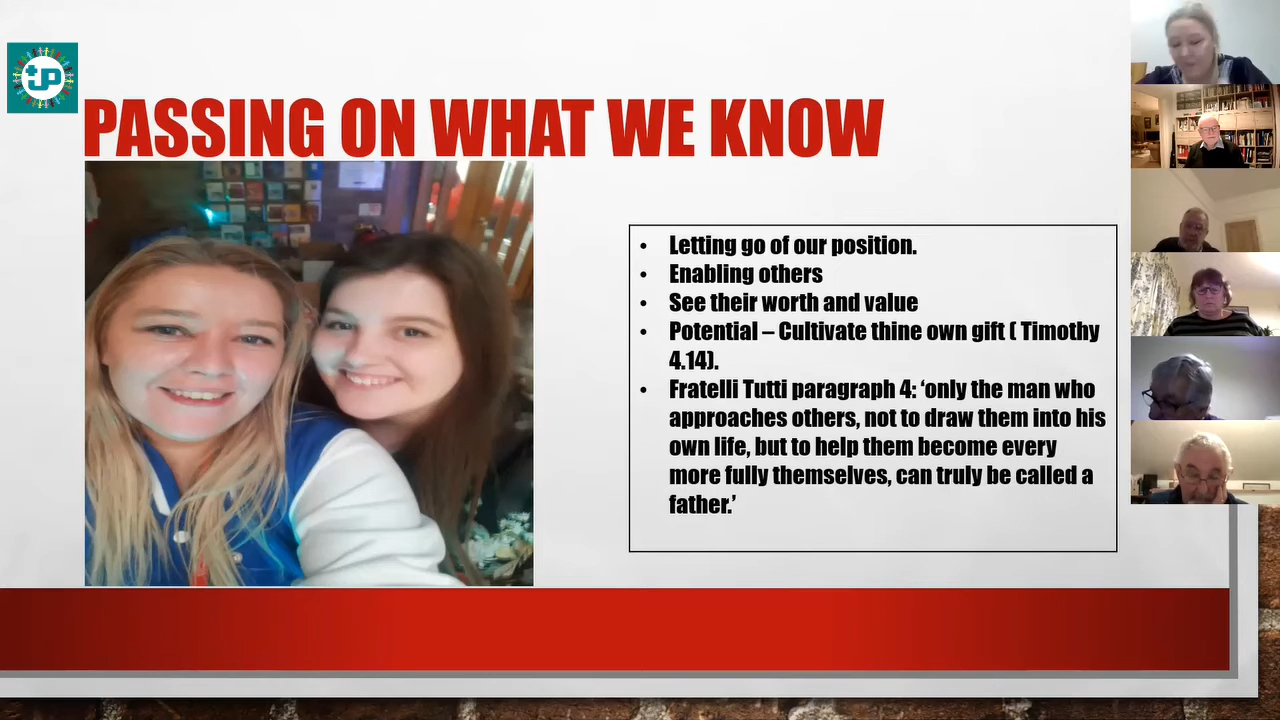 PASSING ON WHAT WE KNOW
• Letting go of our position.
• Enabling others
• See their worth and value
• Potential – Cultivate thine own gift ( Timothy
4.14).
• Fratelli Tutti paragraph 4: ‘only the man who
approaches others, not to draw them into his
own life, but to help them become every
more fully themselves, can truly be called a
father.’